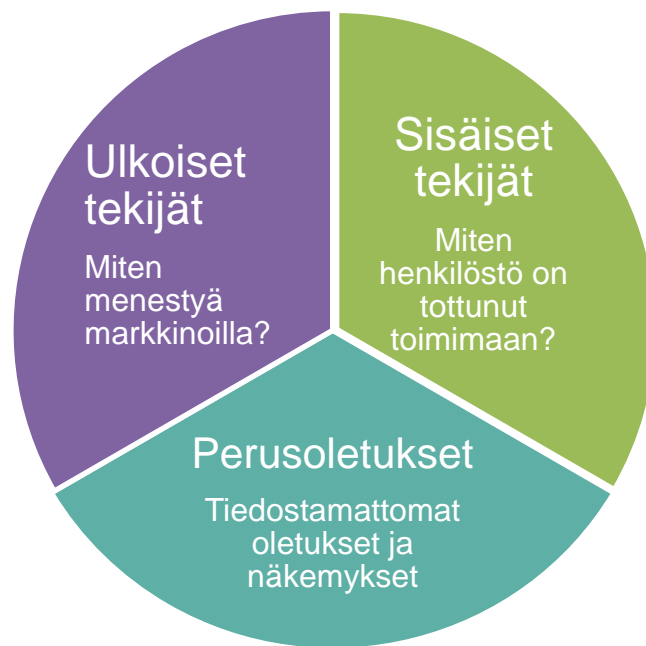 Ulkoiset
tekijät
Miten
menestyä
markkinoilla?
Sisäiset
tekijät
Miten
henkilöstö on
tottunut
toimimaan?
Perusoletukset
Tiedostamattomat
oletukset ja
näkemykset